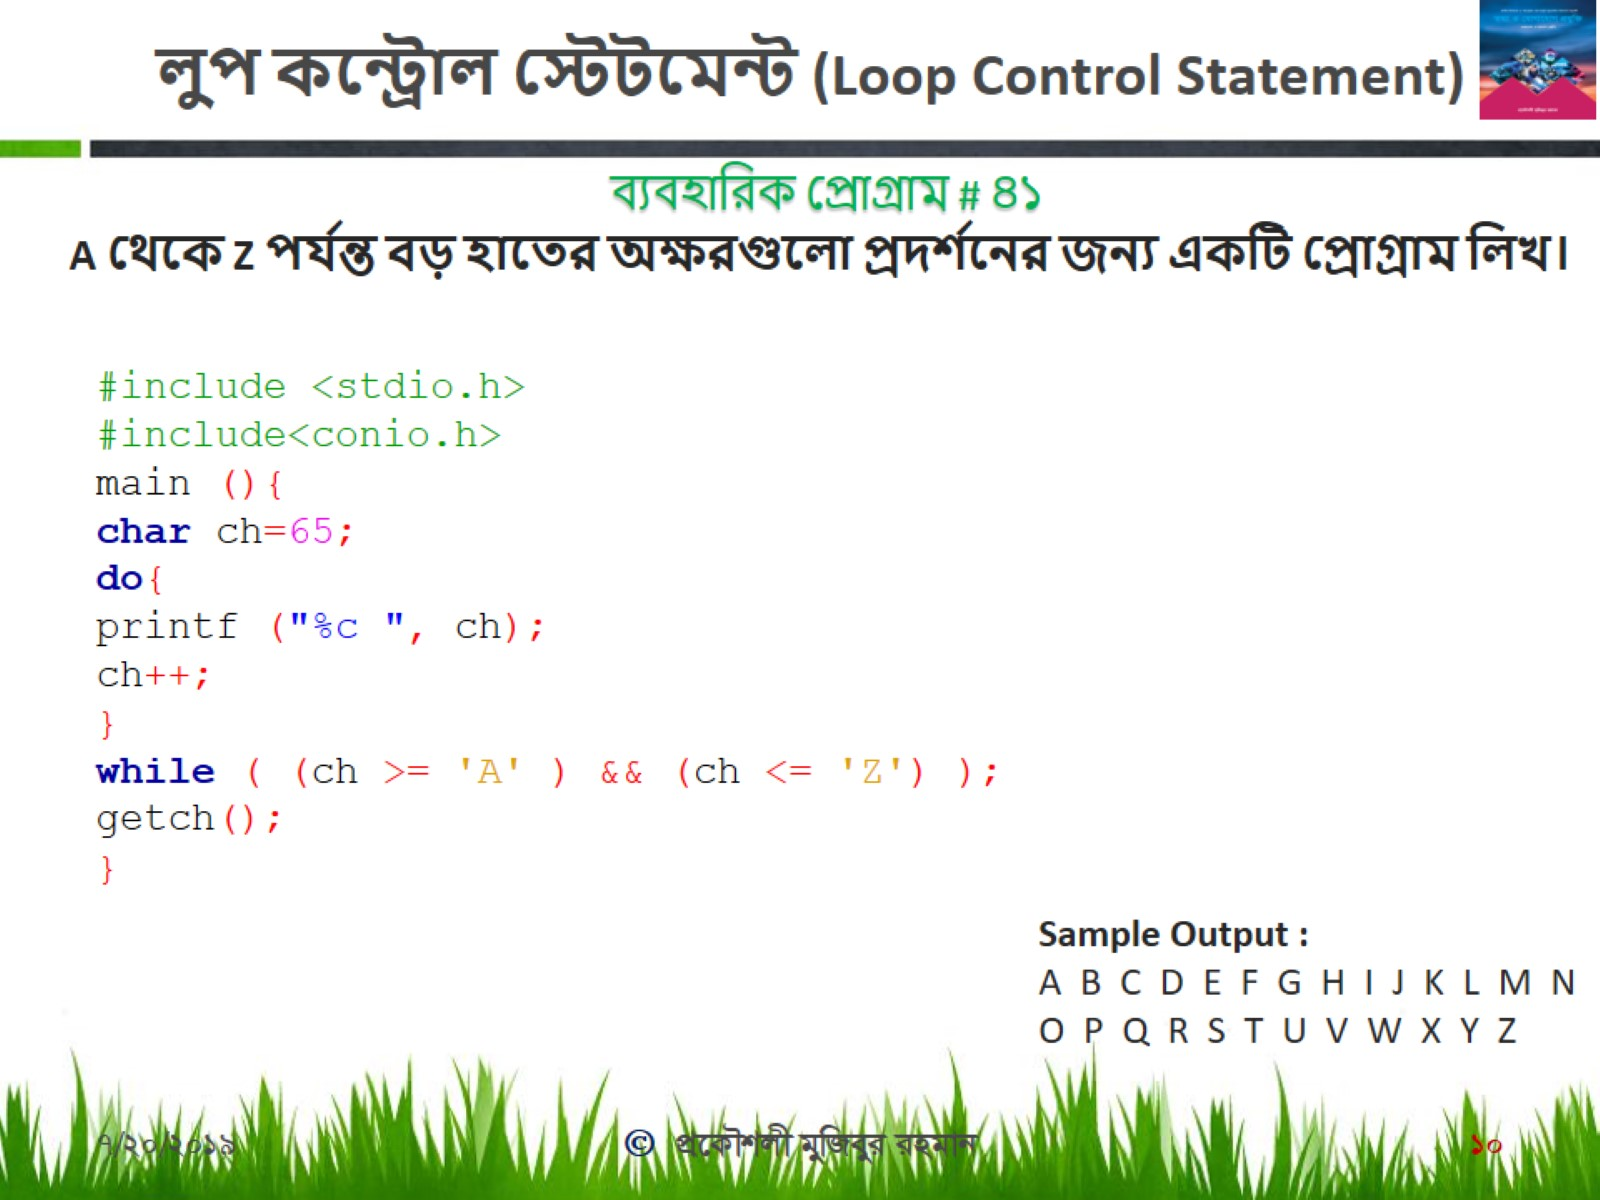 লুপ কন্ট্রোল স্টেটমেন্ট (Loop Control Statement)
ব্যবহারিক প্রোগ্রাম # ৪১
A থেকে Z পর্যন্ত বড় হাতের অক্ষরগুলো প্রদর্শনের জন্য একটি প্রোগ্রাম লিখ।
#include <stdio.h>
#include<conio.h>
main (){
char ch=65;
do{
printf ("%c ", ch);
ch++;
}
while ( (ch >= 'A' ) && (ch <= 'Z') );
getch();
}
Sample Output :
A B C D E F G H I J K L M N
O P Q R S T U V W X Y Z
৭/২০/২০১৯
© প্রকৌশলী মুজিবুর রহমান
১০